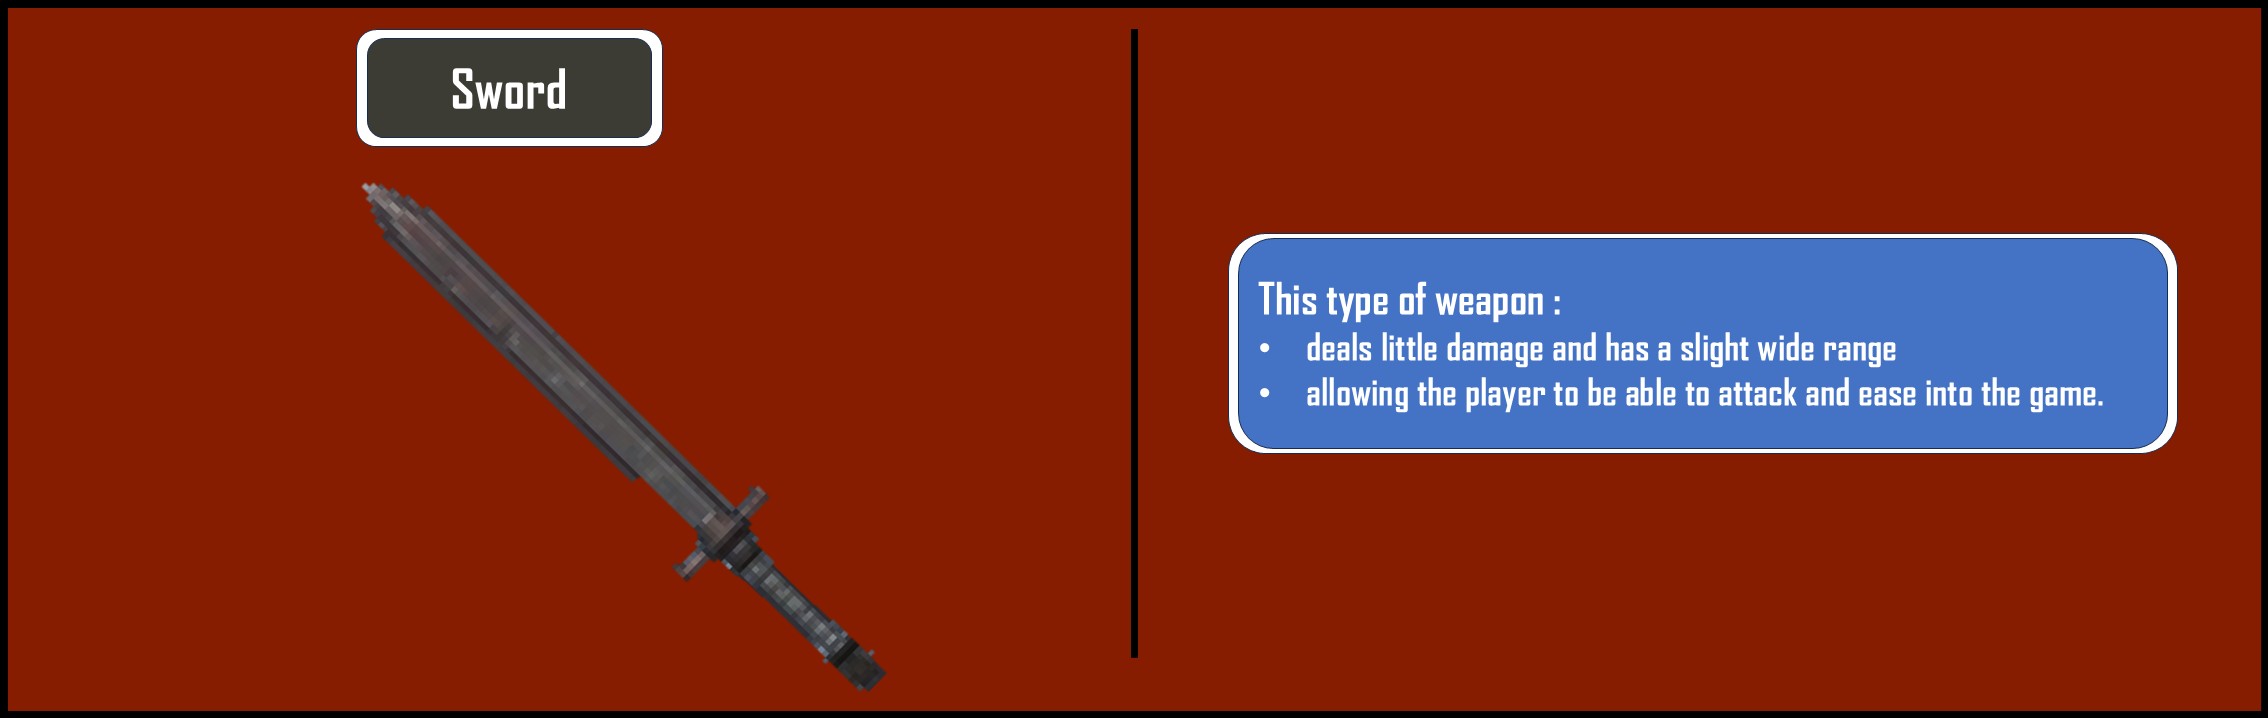 Sword
This type of weapon :
• deals little damage and has a slight wide range
• allowing the player to be able to attack and ease into the game.